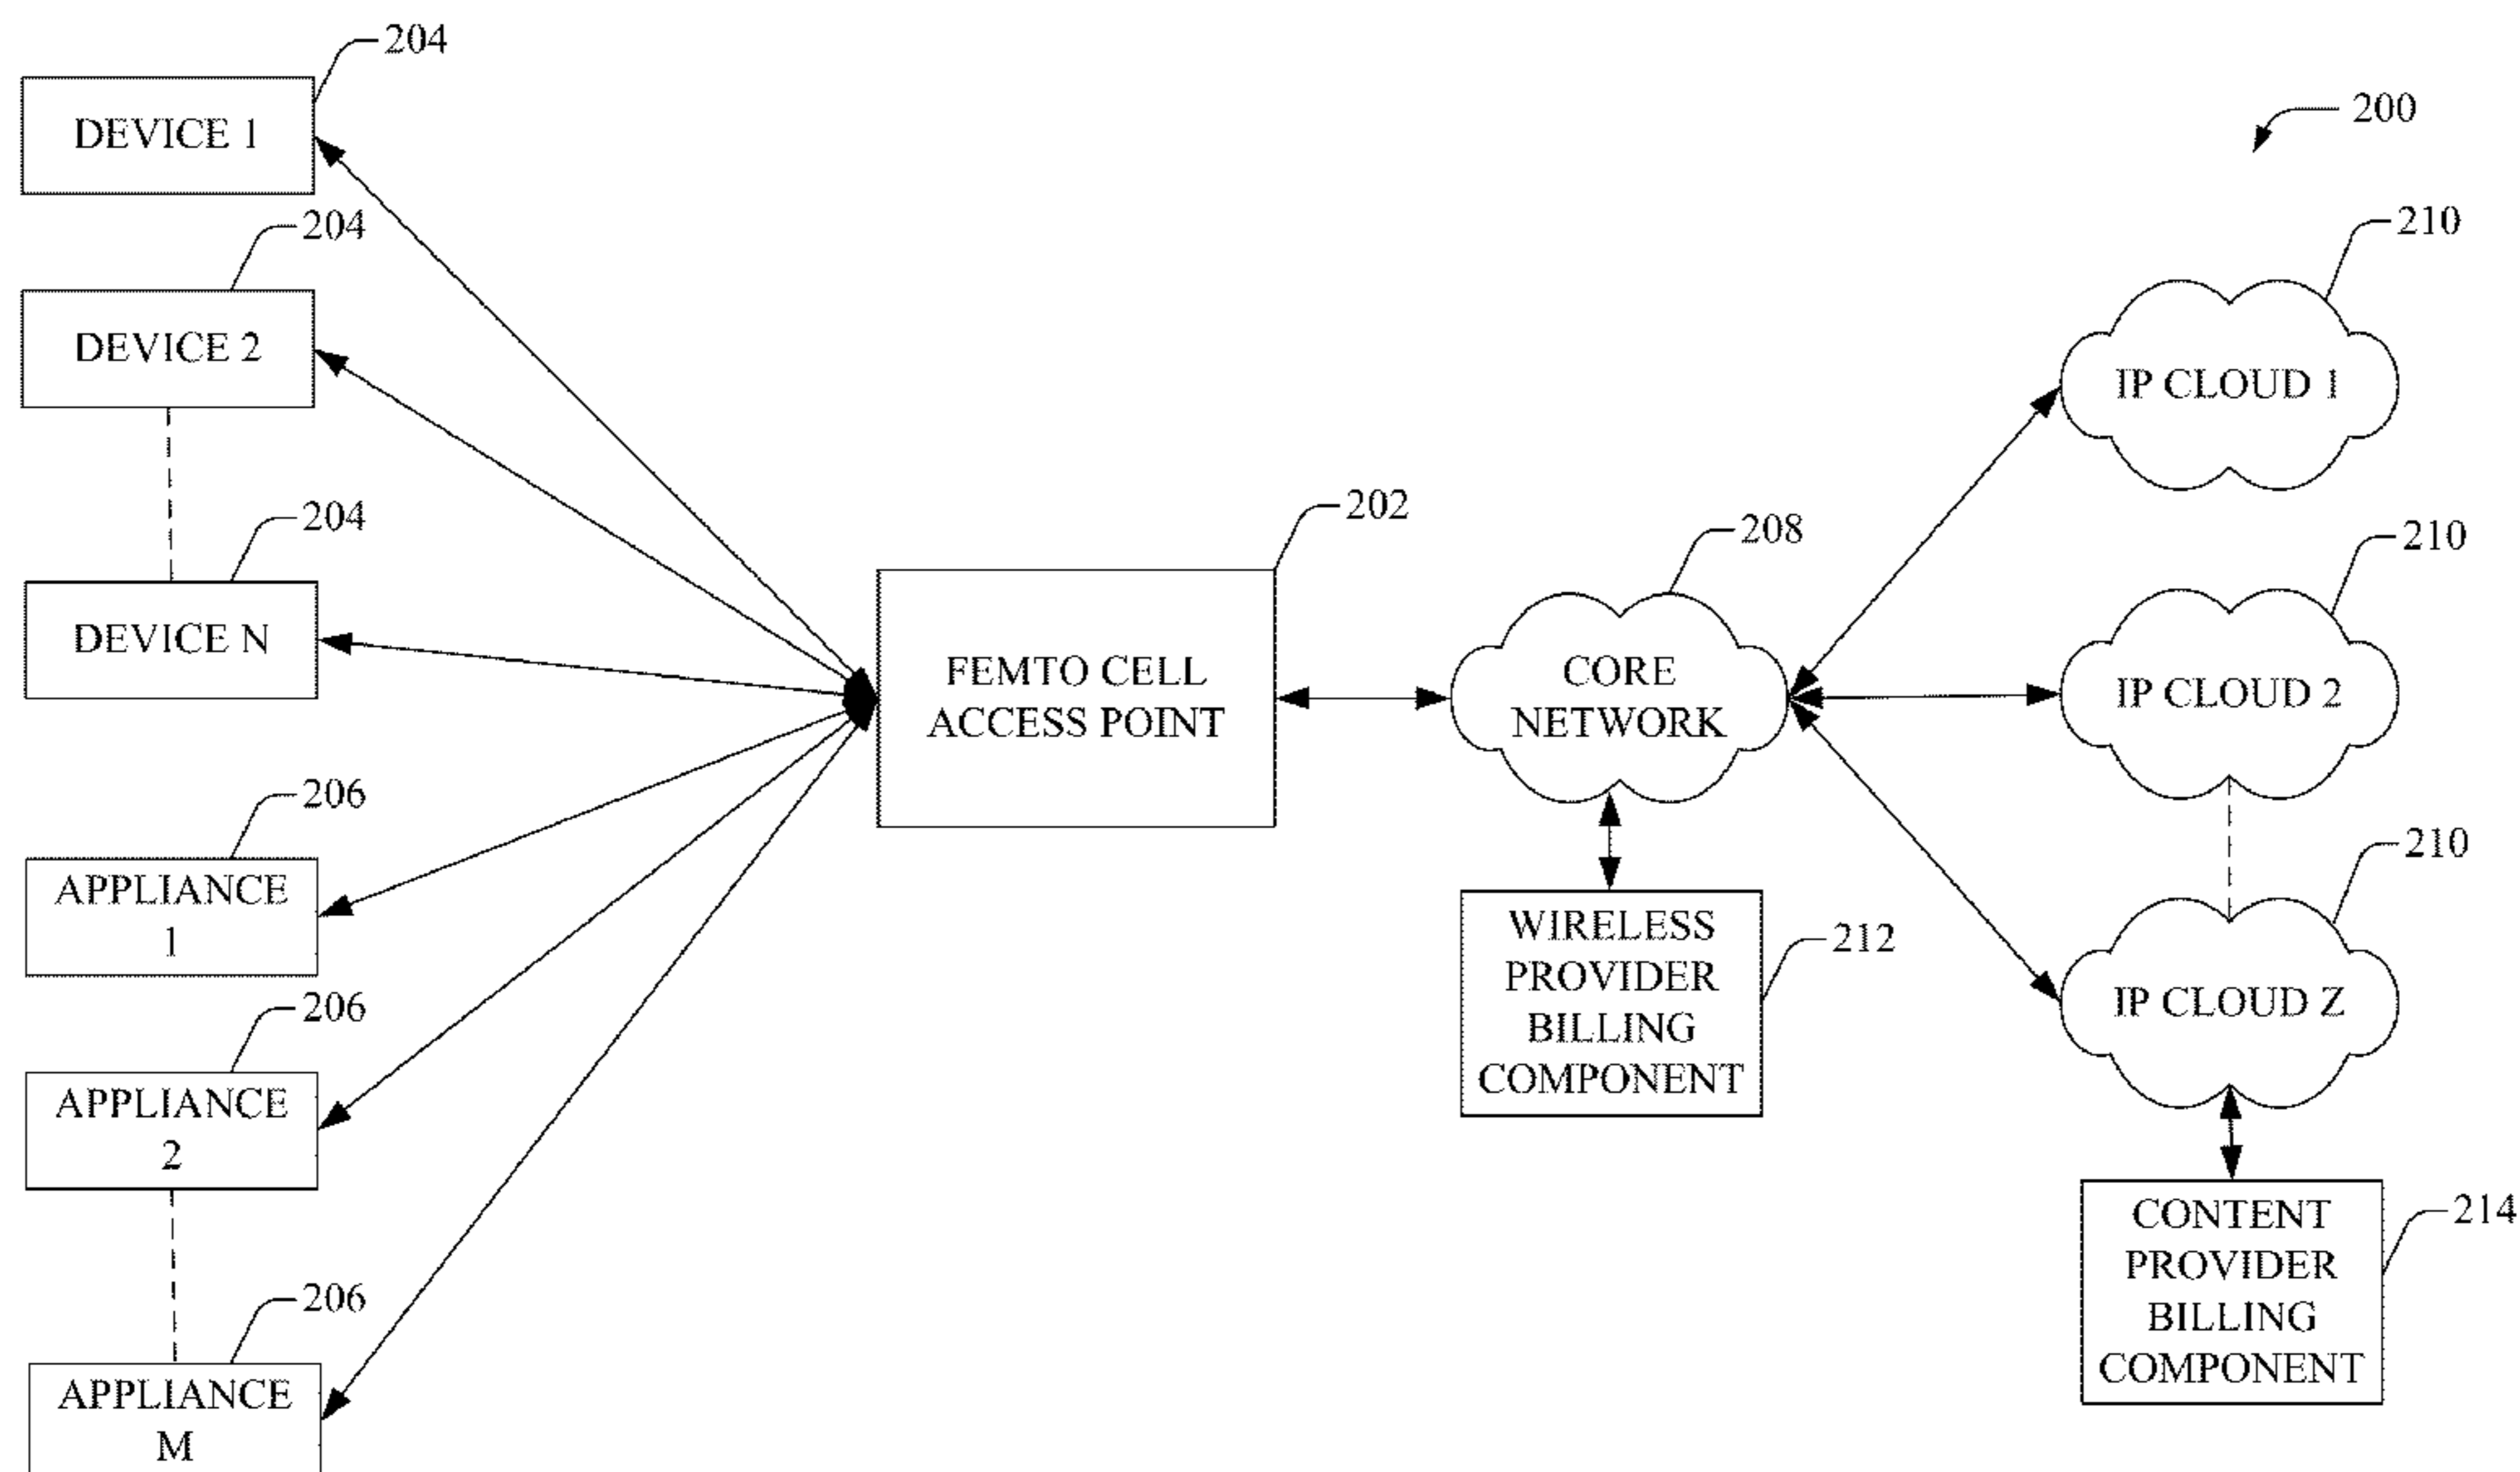 204
DEVICE 1
204
DEVICE 2
204
DEVICE N
206
APPLIANCE
1
206
APPLIANCE
2
206
APPLIANCE
M
202
FEMTO CELL
ACCESS POINT
208
CORE
NETWORK
212
WIRELESS
PROVIDER
BILLING
COMPONENT
200
210
IP CLOUD 1
210
IP CLOUD 2
210
IP CLOUD Z
214
CONTENT
PROVIDER
BILLING
COMPONENT